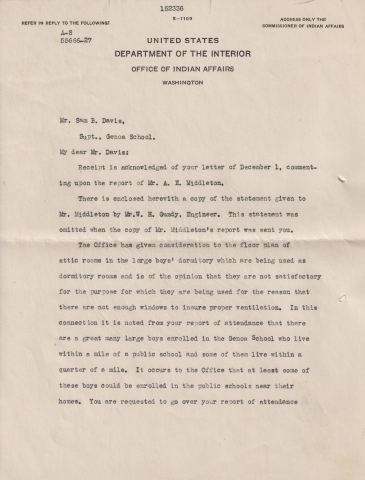 152336
5-1103
REFER IN REPLY TO THE FOLLOWING:
ADDRESS ONLY THE
COMMISSIONER OF INDIAN AFFAIRS
A-S
55666-27
UNITED STATES
DEPARTMENT OF THE INTERIOR
OFFICE OF INDIAN AFFAIRS
WASHINGTON
Mr. Sam B. Davis,
Supt., Genoa School.
My dear Mr. Davis:
Receipt is acknowledged of your letter of December 1, comment-
ing upon the report of Mr. A. E. Middleton.
There is enclosed herewith a copy of the statement given to
Mr. Middleton by Mr.W. H. Gundy, Engineer. This statement was
omitted when the copy of Mr. Middleton's report was sent you.
The Office has given consideration to the floor plan of
attic rooms in the large boys' dormitory which are being used as
dormitory rooms and is of the opinion that they are not satisfactory
for the purpose for which they are being used for the reason that
there are not enough windows to insure proper ventilation. In this
connection it is noted from your report of attendance that there
are a great many large boys enrolled in the Genoa School who live
within a mile of a public school and some of them live within a
quarter of a mile. It occurs to the Office that at least some of
these boys could be enrolled in the public schools near their
homes. You are requested to go over your report of attendance